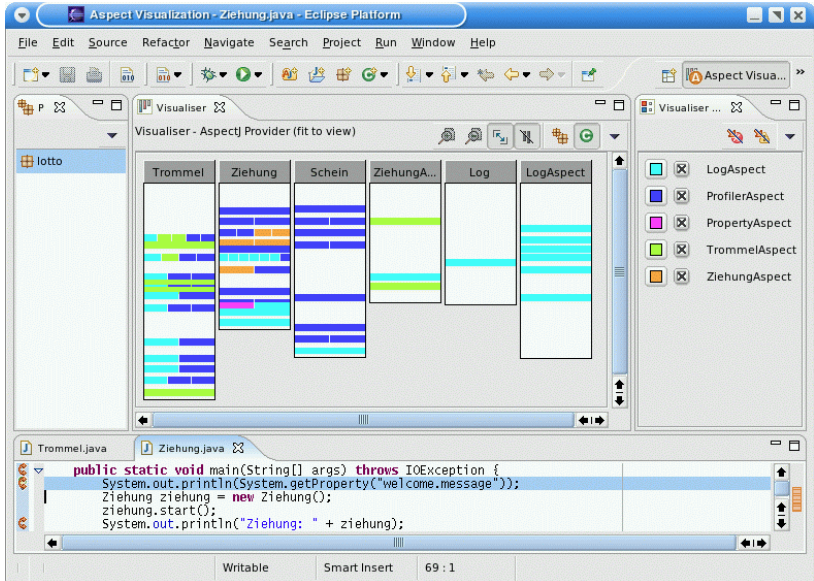 Aspect Visualization - Ziehung.java - Eclipse Platform
File Edit Source Refactor Navigate Search Project Run Window Help
Aspect Visua... »
P
Visualiser
Visualiser ...
Visualiser - AspectJ Provider (fit to view)
lotto
Trommel Ziehung Schein ZiehungA... Log LogAspect
LogAspect
ProfilerAspect
PropertyAspect
TrommelAspect
ZiehungAspect
Trommel.java
Ziehung.java
public static void main(String[] args) throws IOException {
System.out.println(System.getProperty("welcome.message"));
Ziehung ziehung = new Ziehung();
ziehung.start();
System.out.println("Ziehung: " + ziehung);
Writable Smart Insert 69 : 1